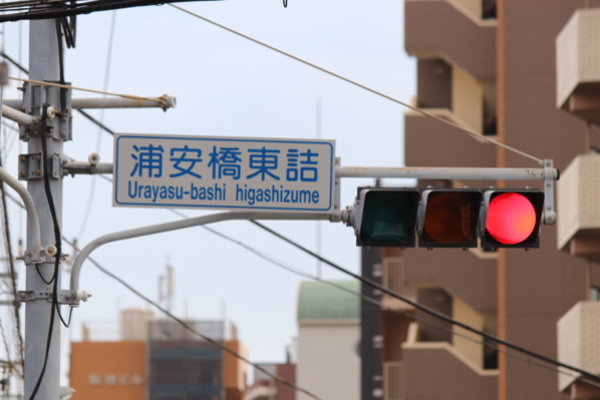 浦安橋東詰
Urayasu-bashi higashizume